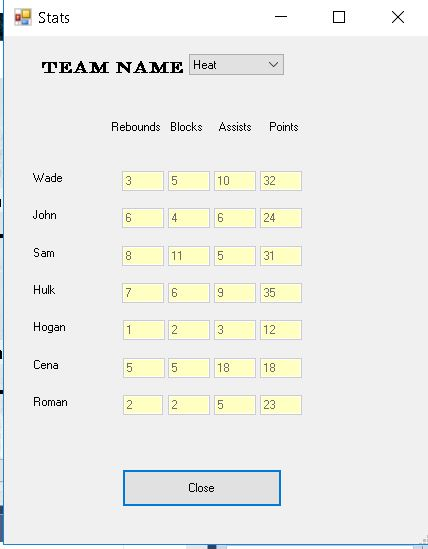 Stats
TEAM NAME Heat
Rebounds Blocks Assists Points
Wade 3 5 10 32
John 6 4 6 24
Sam 8 11 5 31
Hulk 7 6 9 35
Hogan 1 2 3 12
Cena 5 5 18 18
Roman 2 2 5 23
Close